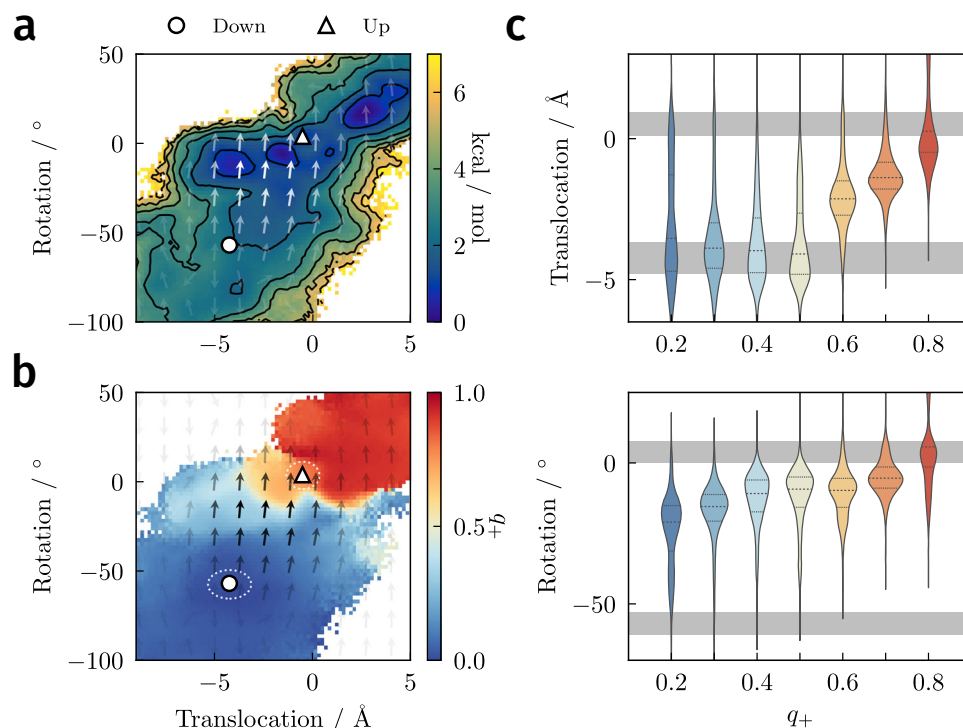 a
Down
Up
c
50
0
−50
−100
Rotation / °
−5
0
5
6
4
2
0
kcal / mol
0
−5
Translocation / Å
0.2
0.4
0.6
0.8
b
50
0
−50
−100
Rotation / °
−5
0
5
Translocation / Å
1.0
0.5
0.0
q+
0
−50
Rotation / °
0.2
0.4
0.6
0.8
q+